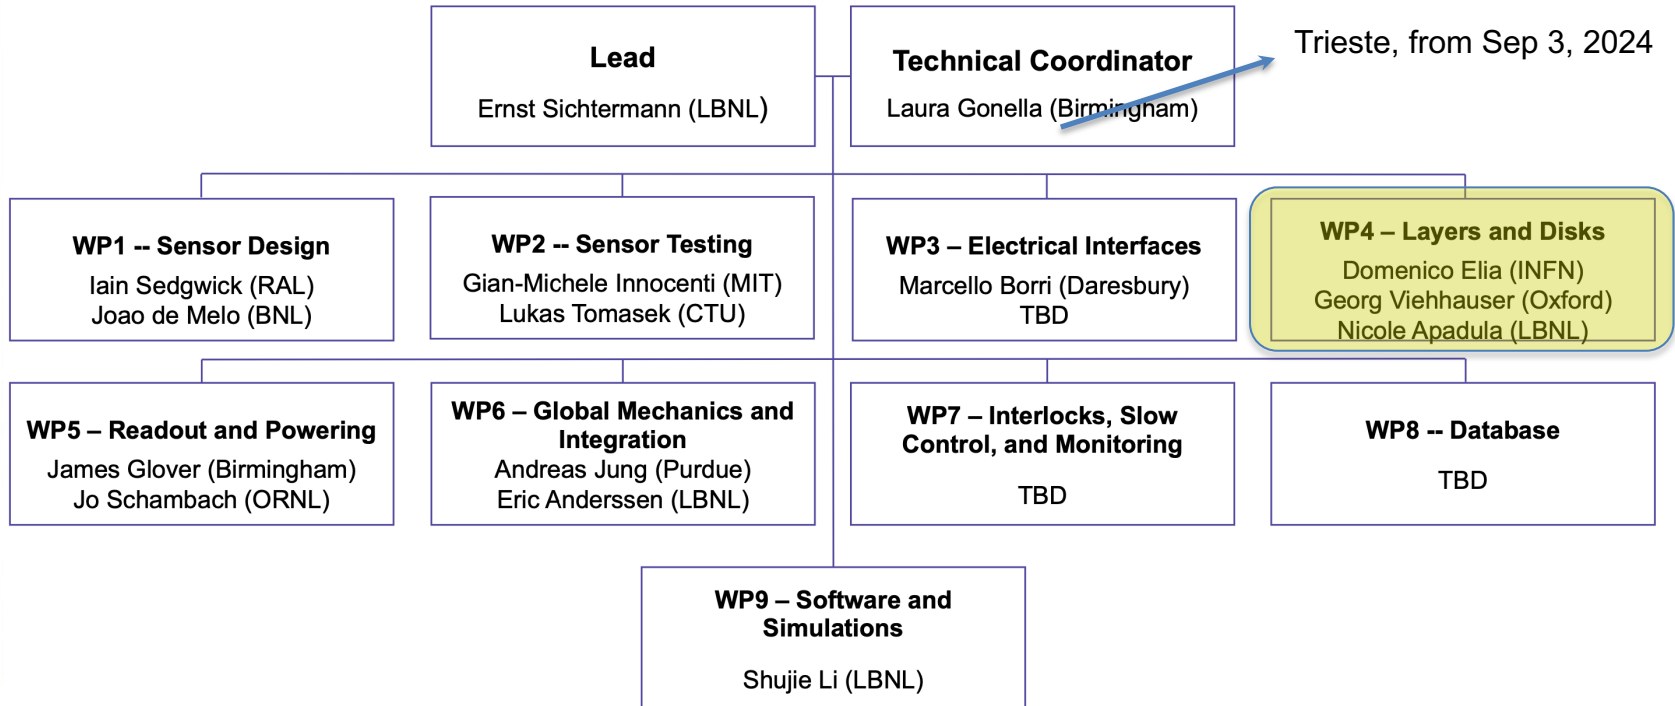 Lead
Ernst Sichtermann (LBNL)
Technical Coordinator
Laura Gonella (Birmingham)
Trieste, from Sep 3, 2024
WP1 -- Sensor Design
Iain Sedgwick (RAL)
Joao de Melo (BNL)
WP2 -- Sensor Testing
Gian-Michele Innocenti (MIT)
Lukas Tomasek (CTU)
WP3 – Electrical Interfaces
Marcello Borri (Daresbury)
TBD
WP4 – Layers and Disks
Domenico Elia (INFN)
Georg Viehhauser (Oxford)
Nicole Apadula (LBNL)
WP5 – Readout and Powering
James Glover (Birmingham)
Jo Schambach (ORNL)
WP6 – Global Mechanics and
Integration
Andreas Jung (Purdue)
Eric Anderssen (LBNL)
WP7 – Interlocks, Slow
Control, and Monitoring
TBD
WP8 -- Database
TBD
WP9 – Software and
Simulations
Shujie Li (LBNL)